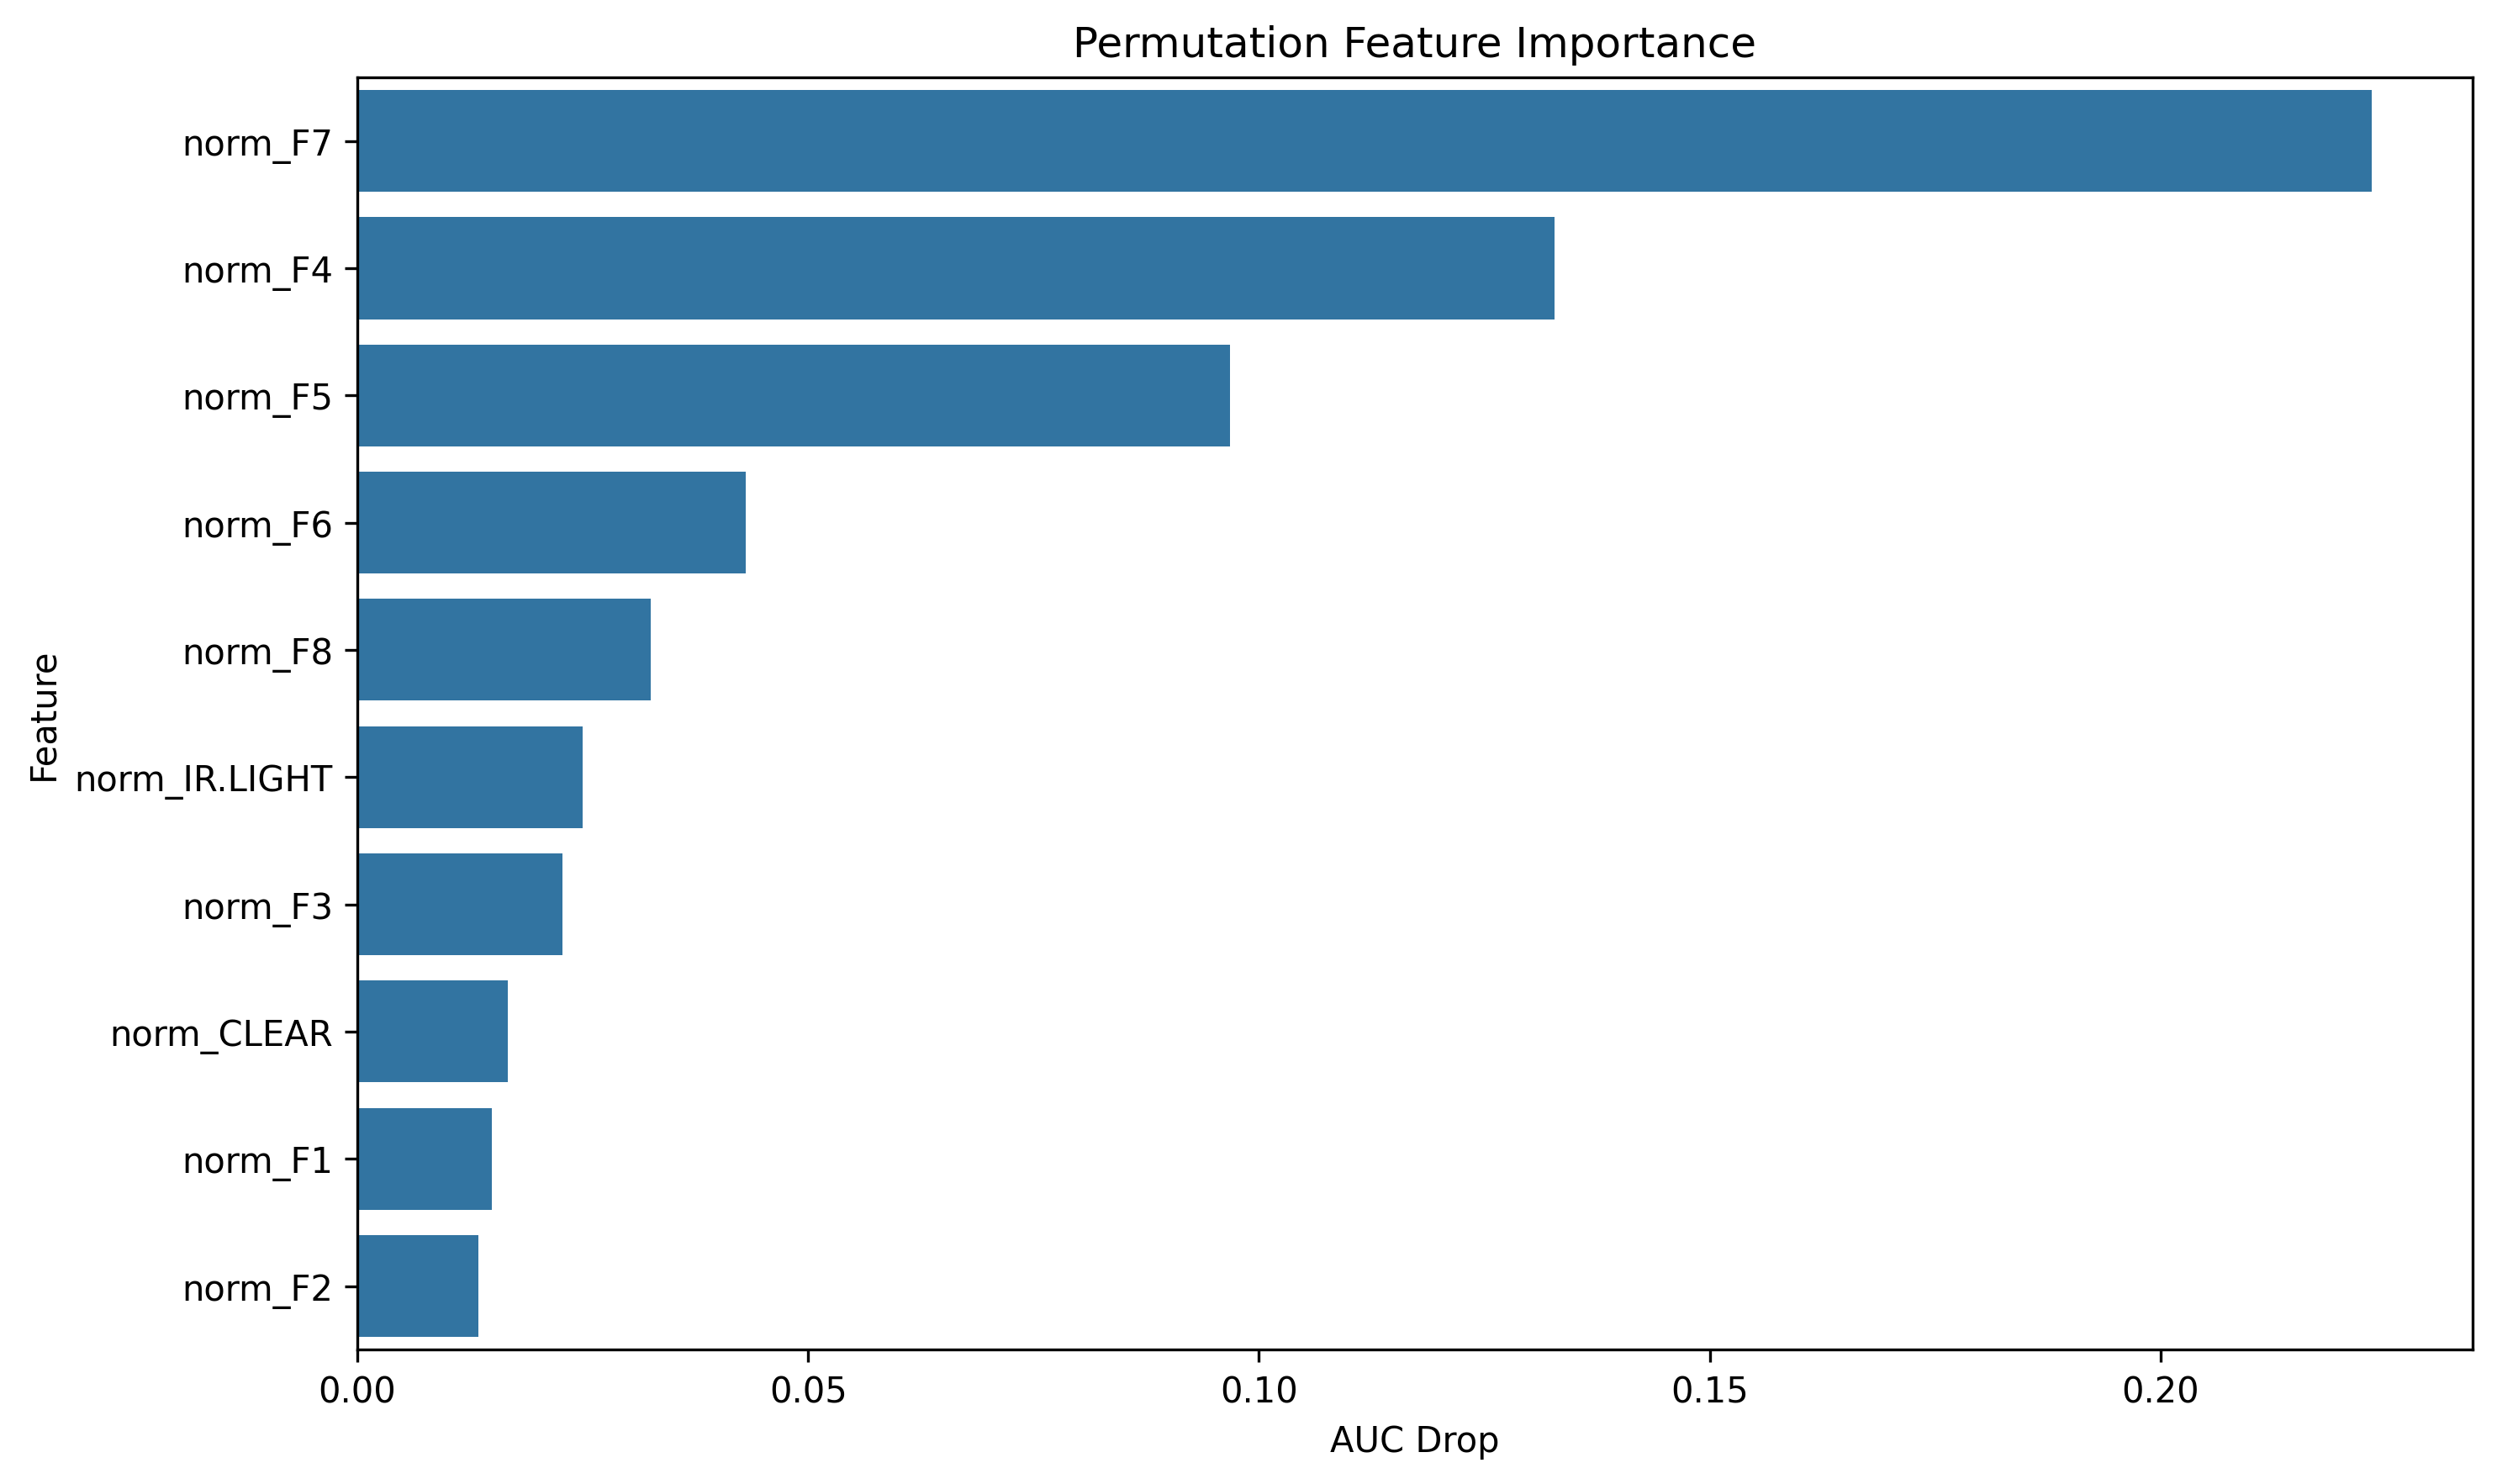 Permutation Feature Importance
norm_F7
norm_F4
norm_F5
norm_F6
norm_F8
norm_IR.LIGHT
norm_F3
norm_CLEAR
norm_F1
norm_F2
Feature
0.00 0.05 0.10 0.15 0.20
AUC Drop